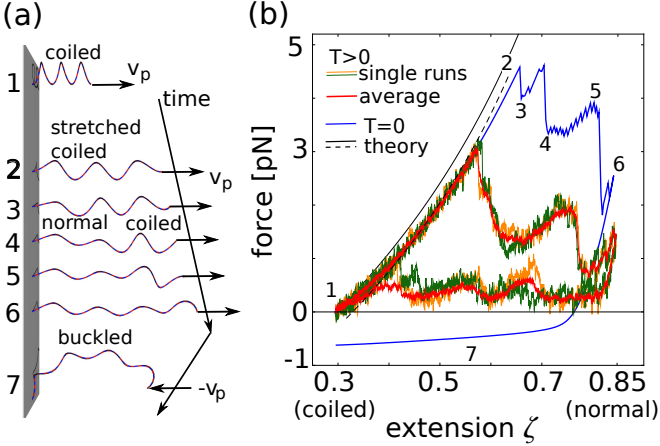 (a)
coiled
1
v_p
time
stretched
coiled
2
v_p
3
normal coiled
4
5
6
buckled
7
-v_p
(b)
force [pN]
5
3
0
-1
T>0
single runs
average
T=0
theory
1
2
3
4
5
6
7
0.3 0.5 0.7 0.85
(coiled) (normal)
extension ζ